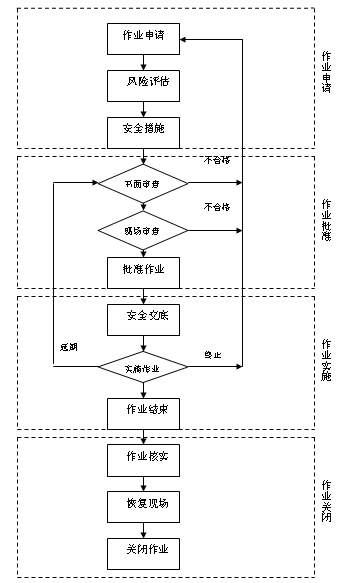 作业申请
风险评估
安全措施
作业申请
不合格
书面审查
不合格
现场审查
批准作业
作业批准
安全交底
延期
实施作业
终止
作业结束
作业实施
作业核实
恢复现场
关闭作业
作业关闭